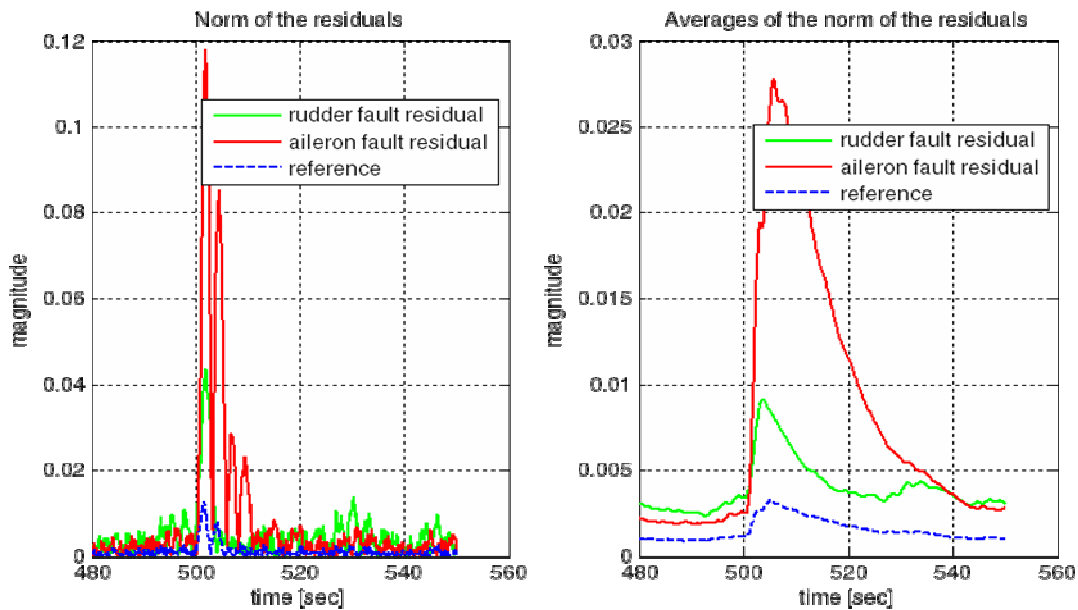 Norm of the residuals
0.12
0.1
0.08
0.06
0.04
0.02
0
magnitude
rudder fault residual
aileron fault residual
reference
480
500
520
540
560
time [sec]
Averages of the norm of the residuals
0.03
0.025
0.02
0.015
0.01
0.005
0
magnitude
rudder fault residual
aileron fault residual
reference
480
500
520
540
560
time [sec]